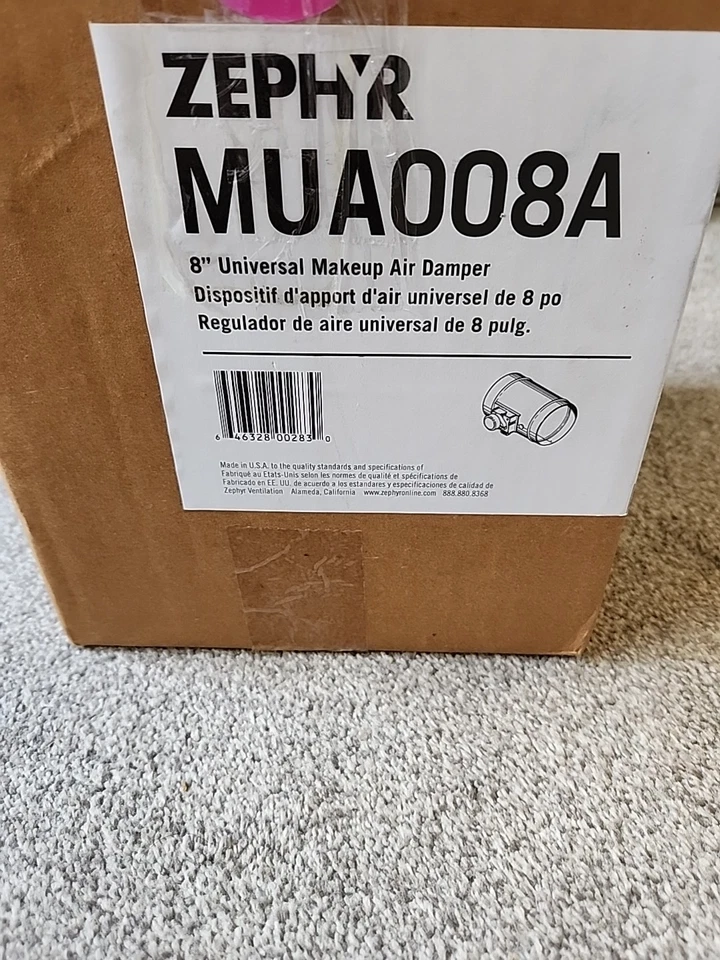 ZEPHYR
MUA008A
8" Universal Makeup Air Damper
Dispositif d'apport d'air universel de 8 po
Regulador de aire universal de 8 pulg.
6 46328 00283 0
Made in U.S.A. to the quality standards and specifications of
Fabriqué au Etats-Unis selon les normes de qualité et spécifications de
Fabricado en EE. UU. de acuerdo a los estandares y especificaciones de calidad de
Zephyr Ventilation Alameda, California www.zephyronline.com 888.880.8368